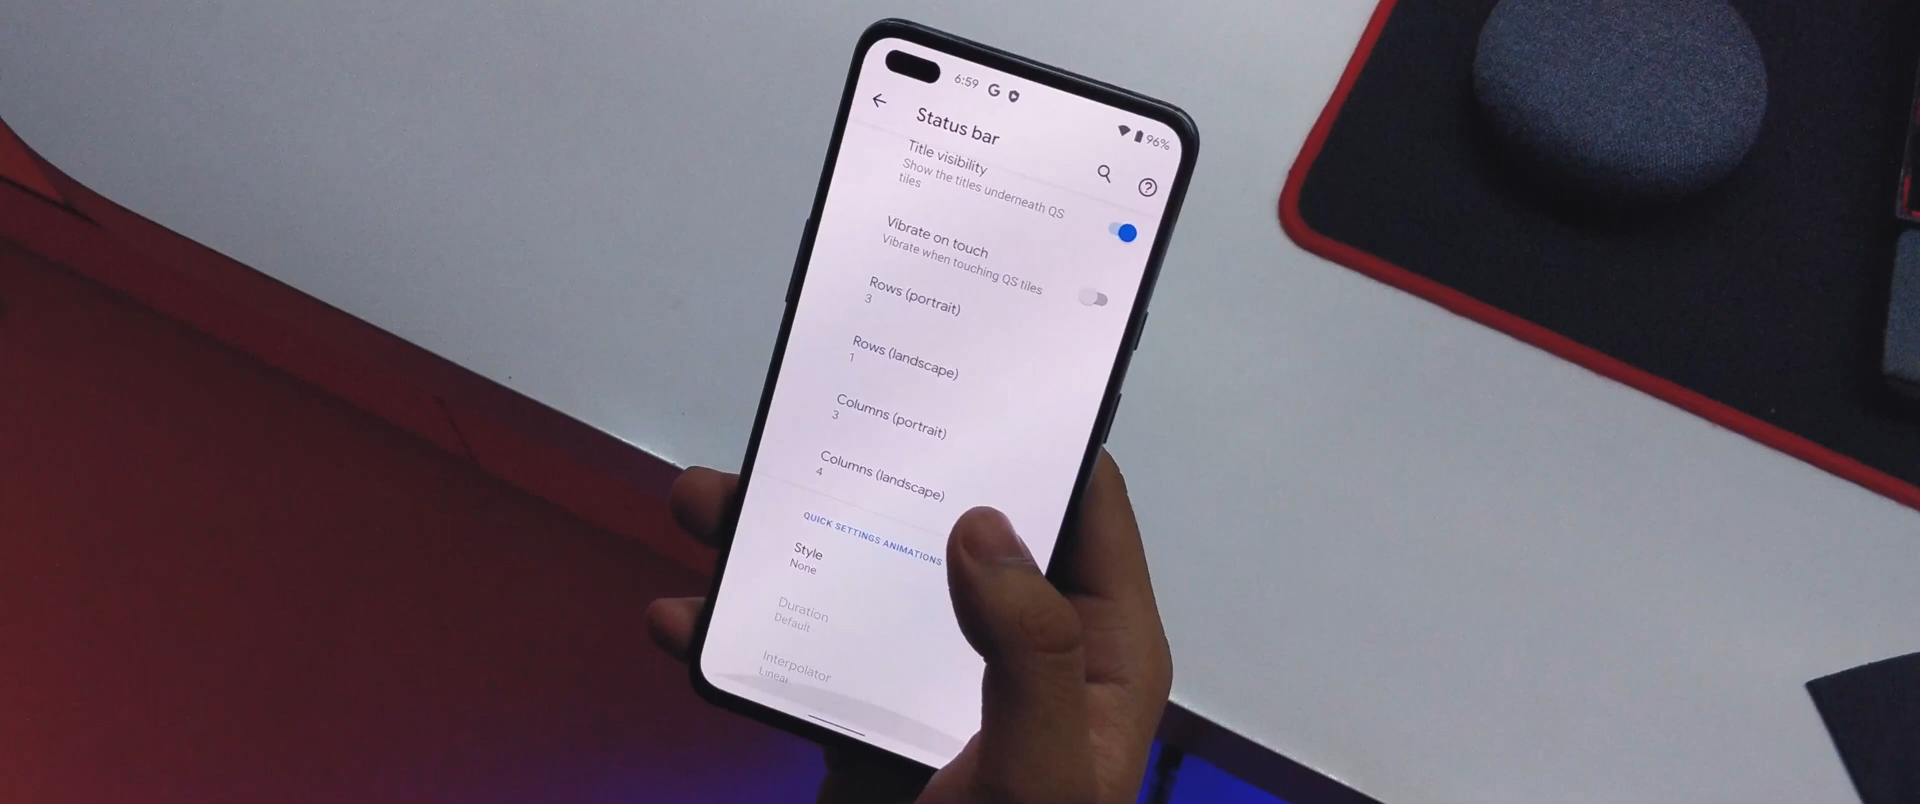 6:59 G
96%
Status bar
Title visibility
Show the titles underneath QS
tiles
Vibrate on touch
Vibrate when touching QS tiles
Rows (portrait)
3
Rows (landscape)
1
Columns (portrait)
3
Columns (landscape)
4
QUICK SETTINGS ANIMATIONS
Style
None
Duration
Default
Interpolator
Linear